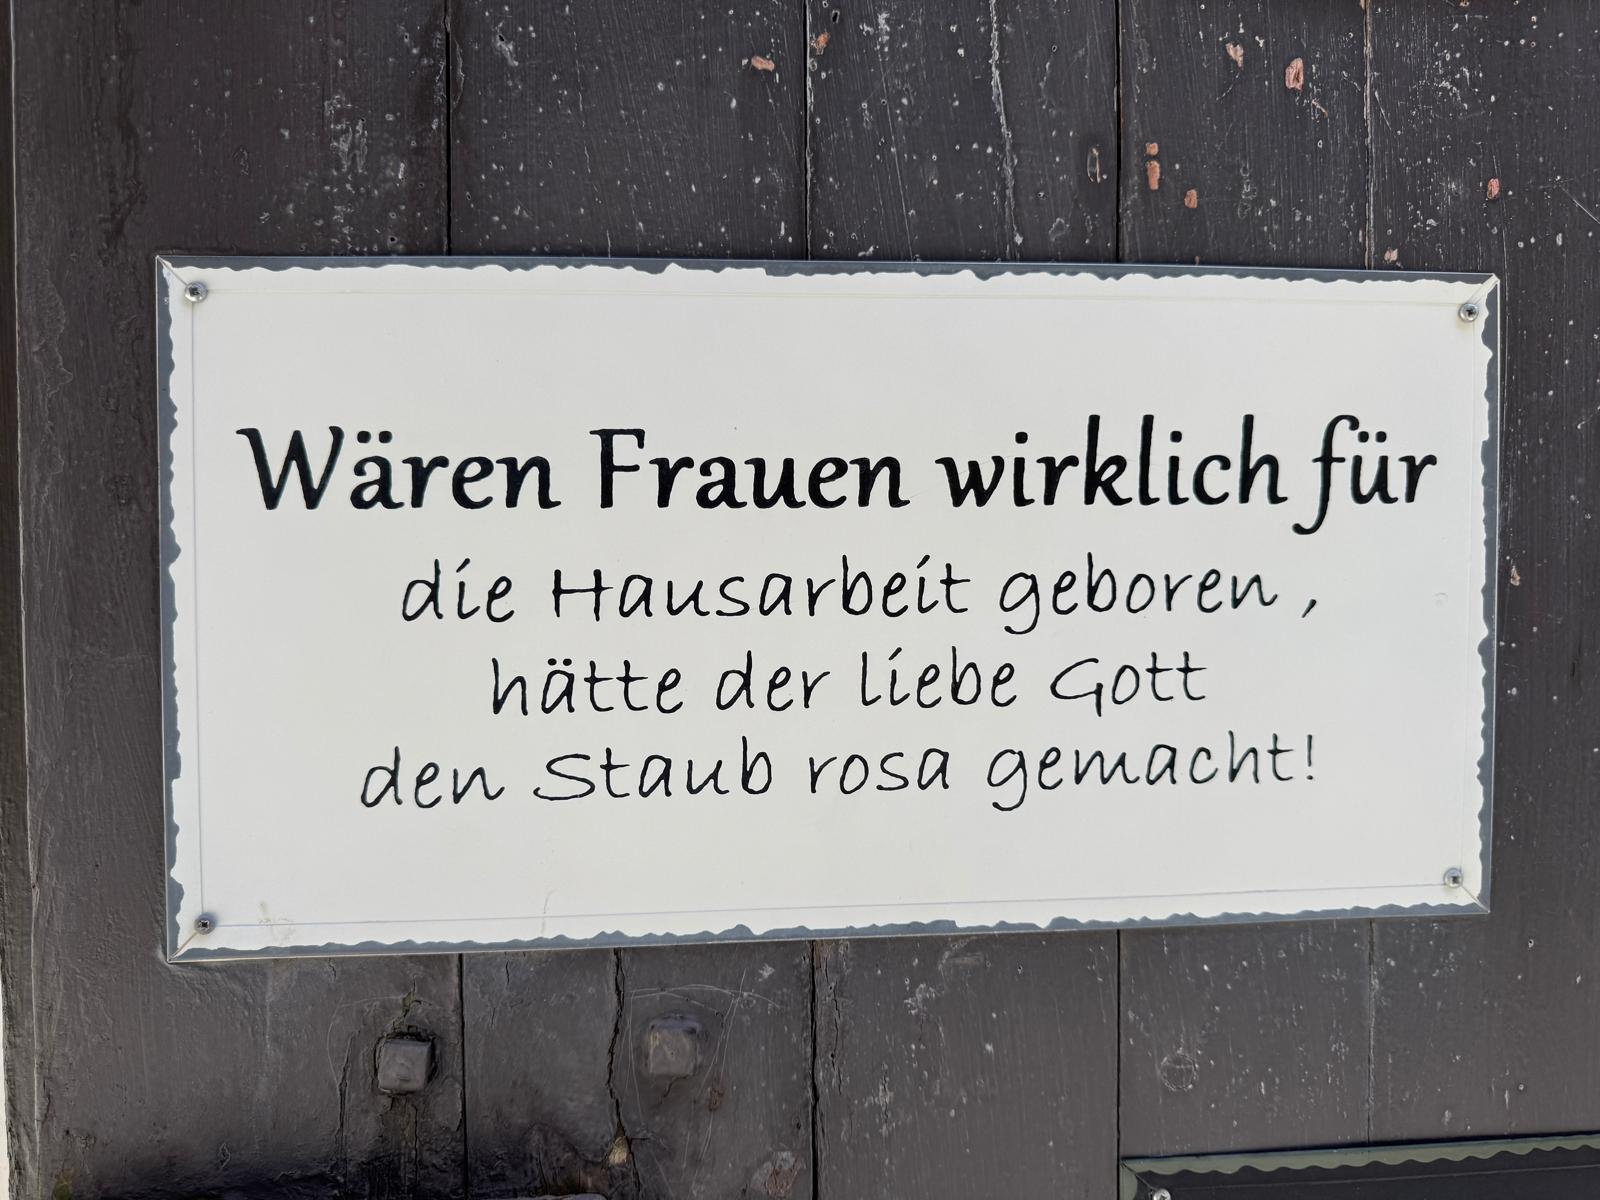 Wären Frauen wirklich für
die Hausarbeit geboren ,
hätte der liebe Gott
den Staub rosa gemacht!